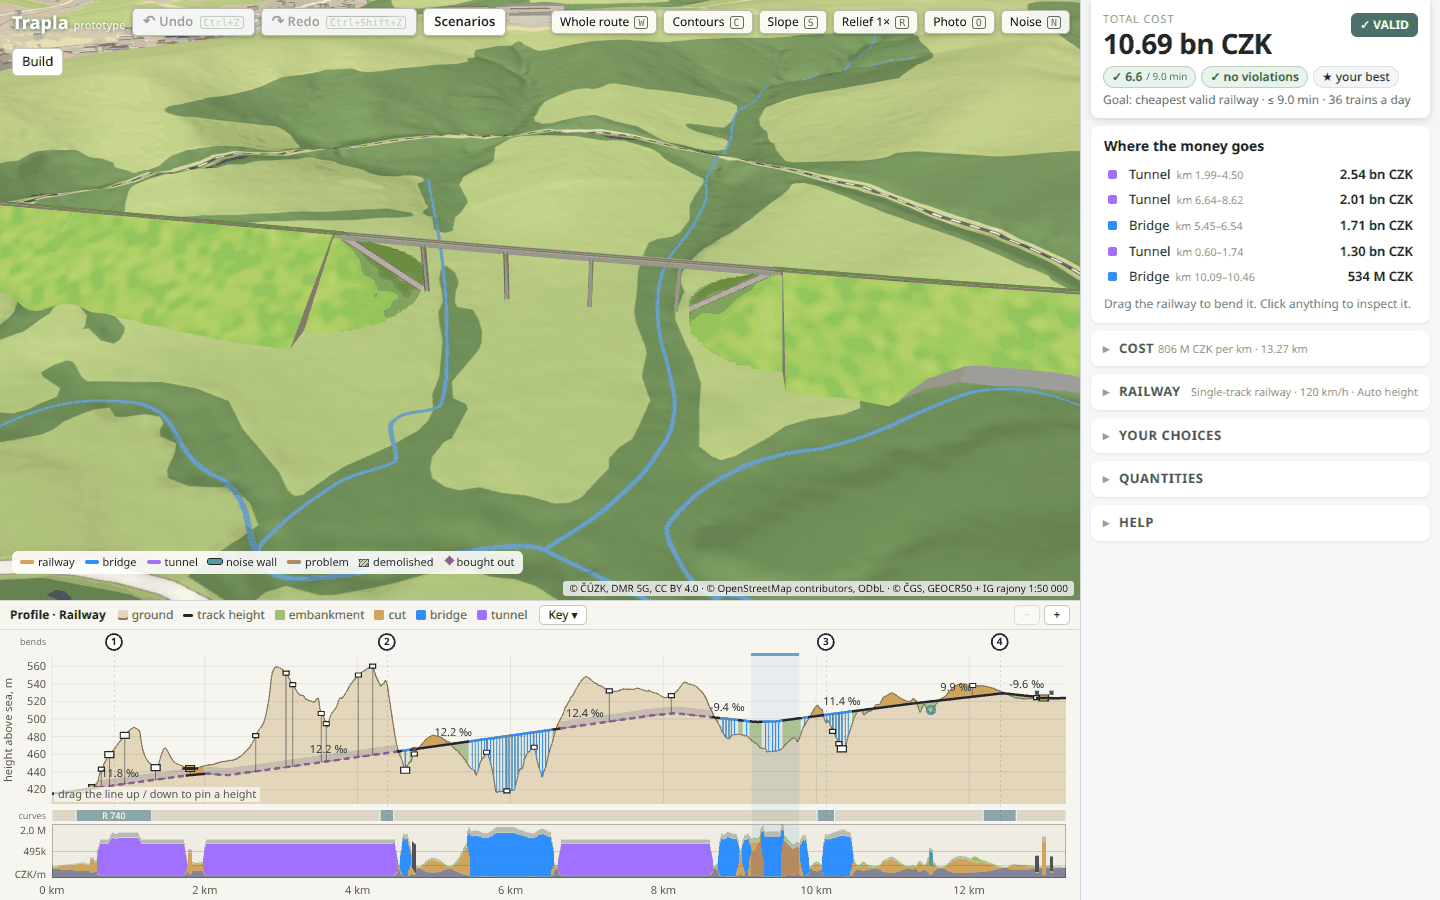 Trapla prototype
↶ Undo Ctrl+Z
↷ Redo Ctrl+Shift+Z
Scenarios
Whole route W
Contours C
Slope S
Relief 1× R
Photo O
Noise N
Build
railway bridge tunnel noise wall problem demolished bought out
© ČÚZK, DMR 5G, CC BY 4.0 · © OpenStreetMap contributors, ODbL · © ČGS, GEOCR50 + IG rajony 1:50 000
TOTAL COST
✓ VALID
10.69 bn CZK
✓ 6.6 / 9.0 min ✓ no violations ★ your best
Goal: cheapest valid railway · ≤ 9.0 min · 36 trains a day
Where the money goes
Tunnel km 1.99–4.50 2.54 bn CZK
Tunnel km 6.64–8.62 2.01 bn CZK
Bridge km 5.45–6.54 1.71 bn CZK
Tunnel km 0.60–1.74 1.30 bn CZK
Bridge km 10.09–10.46 534 M CZK
Drag the railway to bend it. Click anything to inspect it.
▸ COST 806 M CZK per km · 13.27 km
▸ RAILWAY Single-track railway · 120 km/h · Auto height
▸ YOUR CHOICES
▸ QUANTITIES
▸ HELP
Profile · Railway ground track height embankment cut bridge tunnel Key ▾ − +
bends 1 2 3 4
height above sea, m
560
540
520
500
480
460
440
420
11.8 ‰
12.2 ‰
12.2 ‰
12.4 ‰
-9.4 ‰
11.4 ‰
9.9 ‰
-9.6 ‰
drag the line up / down to pin a height
curves R 740
2.0 M
495k
CZK/m
0 km 2 km 4 km 6 km 8 km 10 km 12 km